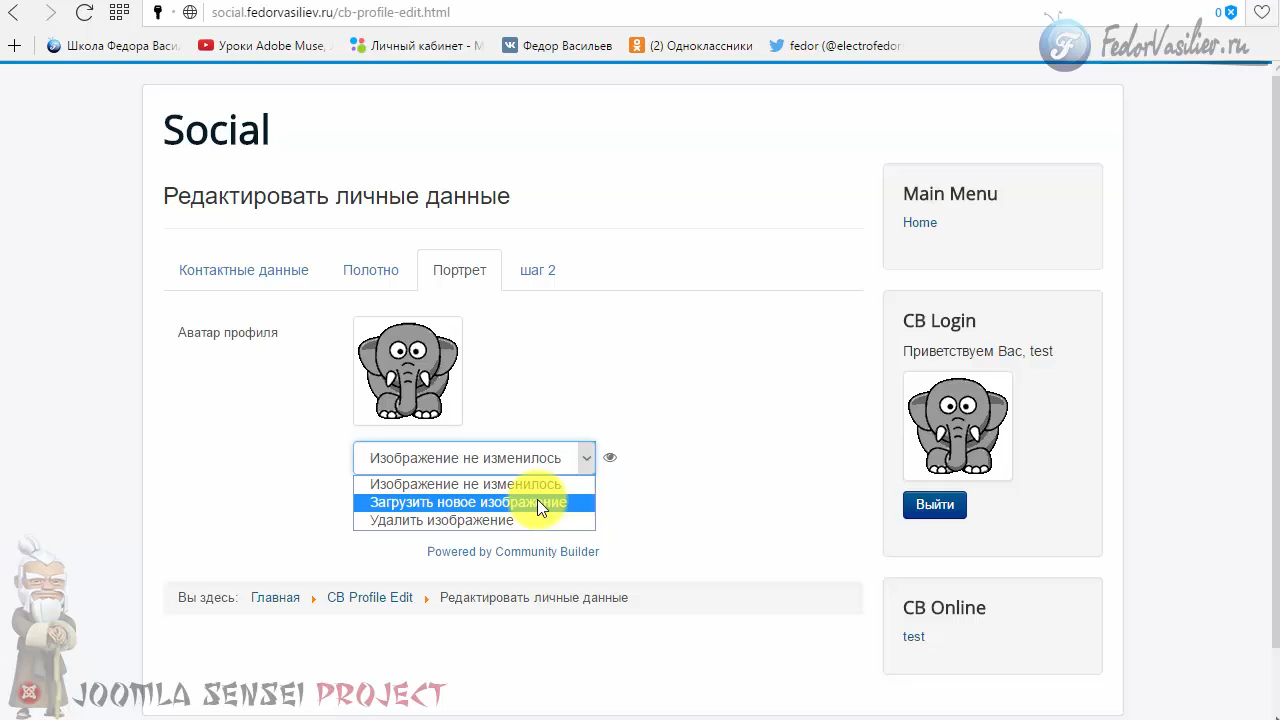 social.fedorvasiliev.ru/cb-profile-edit.html
0
Школа Федора Васил
Уроки Adobe Muse,
Личный кабинет - М
Федор Васильев
(2) Одноклассники
fedor (@electrofedor
FedorVasiliev.ru
Social
Редактировать личные данные
Контактные данные
Полотно
Портрет
шаг 2
Аватар профиля
Изображение не изменилось
Изображение не изменилось
Загрузить новое изображение
Удалить изображение
Powered by Community Builder
Вы здесь: Главная CB Profile Edit Редактировать личные данные
Main Menu
Home
CB Login
Приветствуем Вас, test
Выйти
CB Online
test
JOOMLA SENSEI PROJECT